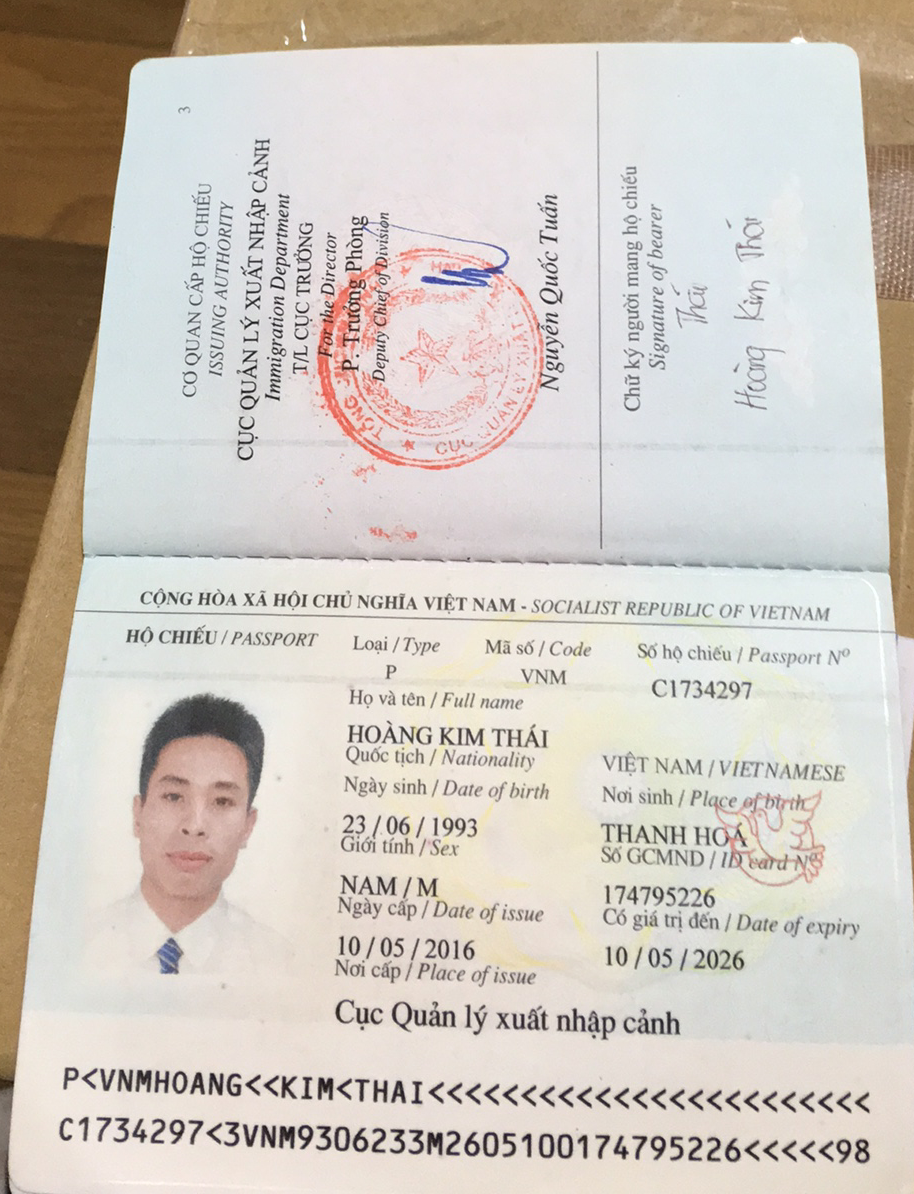 3
CƠ QUAN CẤP HỘ CHIẾU
ISSUING AUTHORITY
CỤC QUẢN LÝ XUẤT NHẬP CẢNH
Immigration Department
T/L CỤC TRƯỞNG
For the Director
P. Trưởng Phòng
Deputy Chief of Division
TỔNG
CỤC QUẢN LÝ XUẤT
Nguyễn Quốc Tuấn
Chữ ký người mang hộ chiếu
Signature of bearer
Thái
Hoàng Kim Thái
CỘNG HÒA XÃ HỘI CHỦ NGHĨA VIỆT NAM - SOCIALIST REPUBLIC OF VIETNAM
HỘ CHIẾU / PASSPORT Loại / Type Mã số / Code Số hộ chiếu / Passport Nº
P VNM C1734297
Họ và tên / Full name
HOÀNG KIM THÁI
Quốc tịch / Nationality VIỆT NAM / VIETNAMESE
Ngày sinh / Date of birth Nơi sinh / Place of birth
23 / 06 / 1993 THANH HOÁ
Giới tính / Sex Số GCMND / ID card Nº
NAM / M 174795226
Ngày cấp / Date of issue Có giá trị đến / Date of expiry
10 / 05 / 2016 10 / 05 / 2026
Nơi cấp / Place of issue
Cục Quản lý xuất nhập cảnh
P<VNMHOANG<<KIM<THAI<<<<<<<<<<<<<<<<<<<<<<<<
C1734297<3VNM9306233M2605100174795226<<<<<98